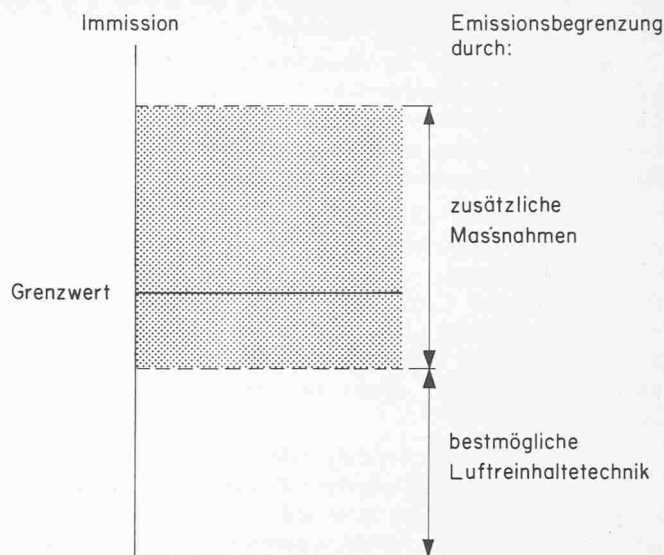 Immission
Emissionsbegrenzung
durch:
zusätzliche
Massnahmen
Grenzwert
bestmögliche
Luftreinhaltetechnik